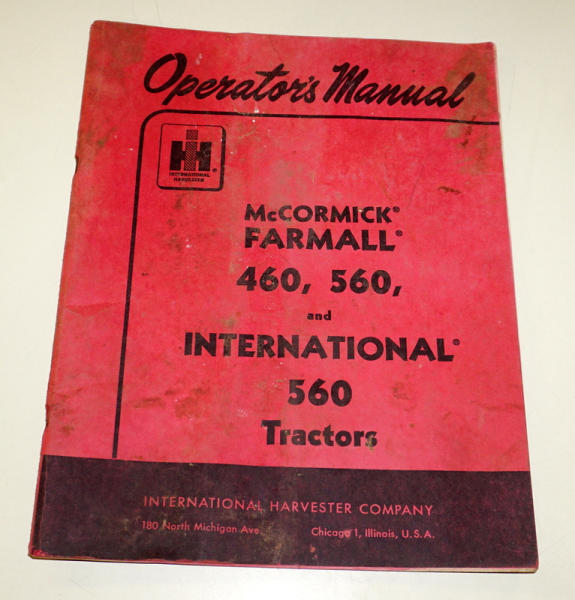 Operator's Manual
IH
INTERNATIONAL
HARVESTER
McCORMICK®
FARMALL®
460, 560,
and
INTERNATIONAL®
560
Tractors
INTERNATIONAL HARVESTER COMPANY
180 North Michigan Ave. Chicago 1, Illinois, U.S.A.